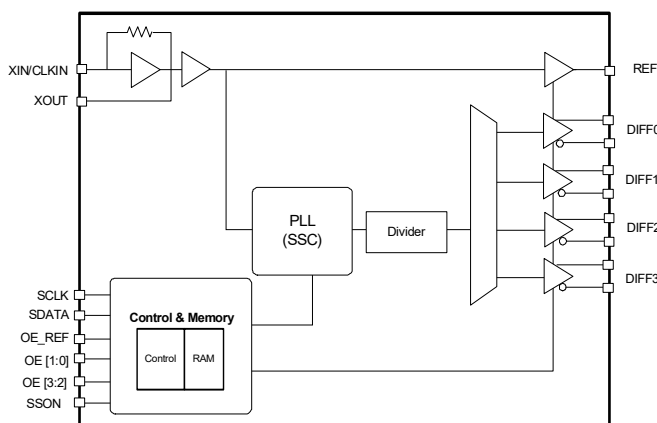 XIN/CLKIN
XOUT
REF
DIFF0
DIFF1
DIFF2
DIFF3
PLL
(SSC)
Divider
SCLK
SDATA
OE_REF
OE [1:0]
OE [3:2]
SSON
Control & Memory
Control
RAM